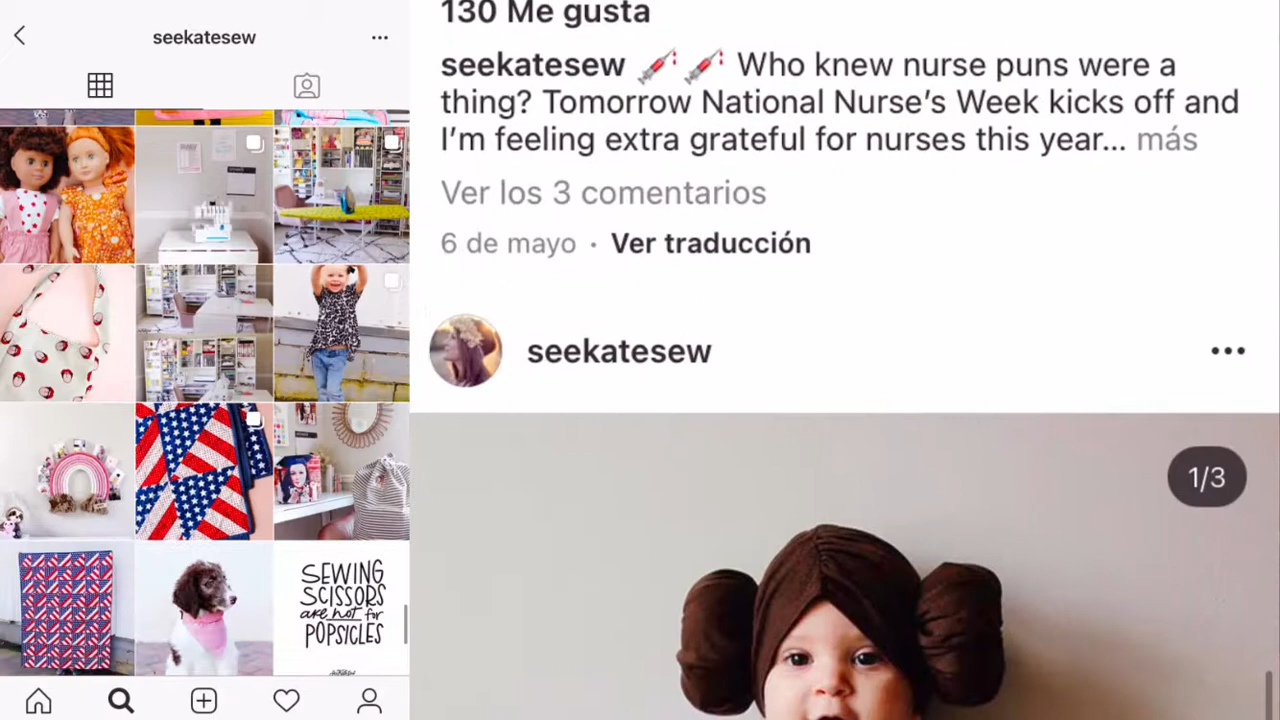 seekatesew
SEWING
SCISSORS
are not for
POPSICLES
130 Me gusta
seekatesew 💉💉 Who knew nurse puns were a
thing? Tomorrow National Nurse's Week kicks off and
I'm feeling extra grateful for nurses this year... más
Ver los 3 comentarios
6 de mayo · Ver traducción
seekatesew
1/3